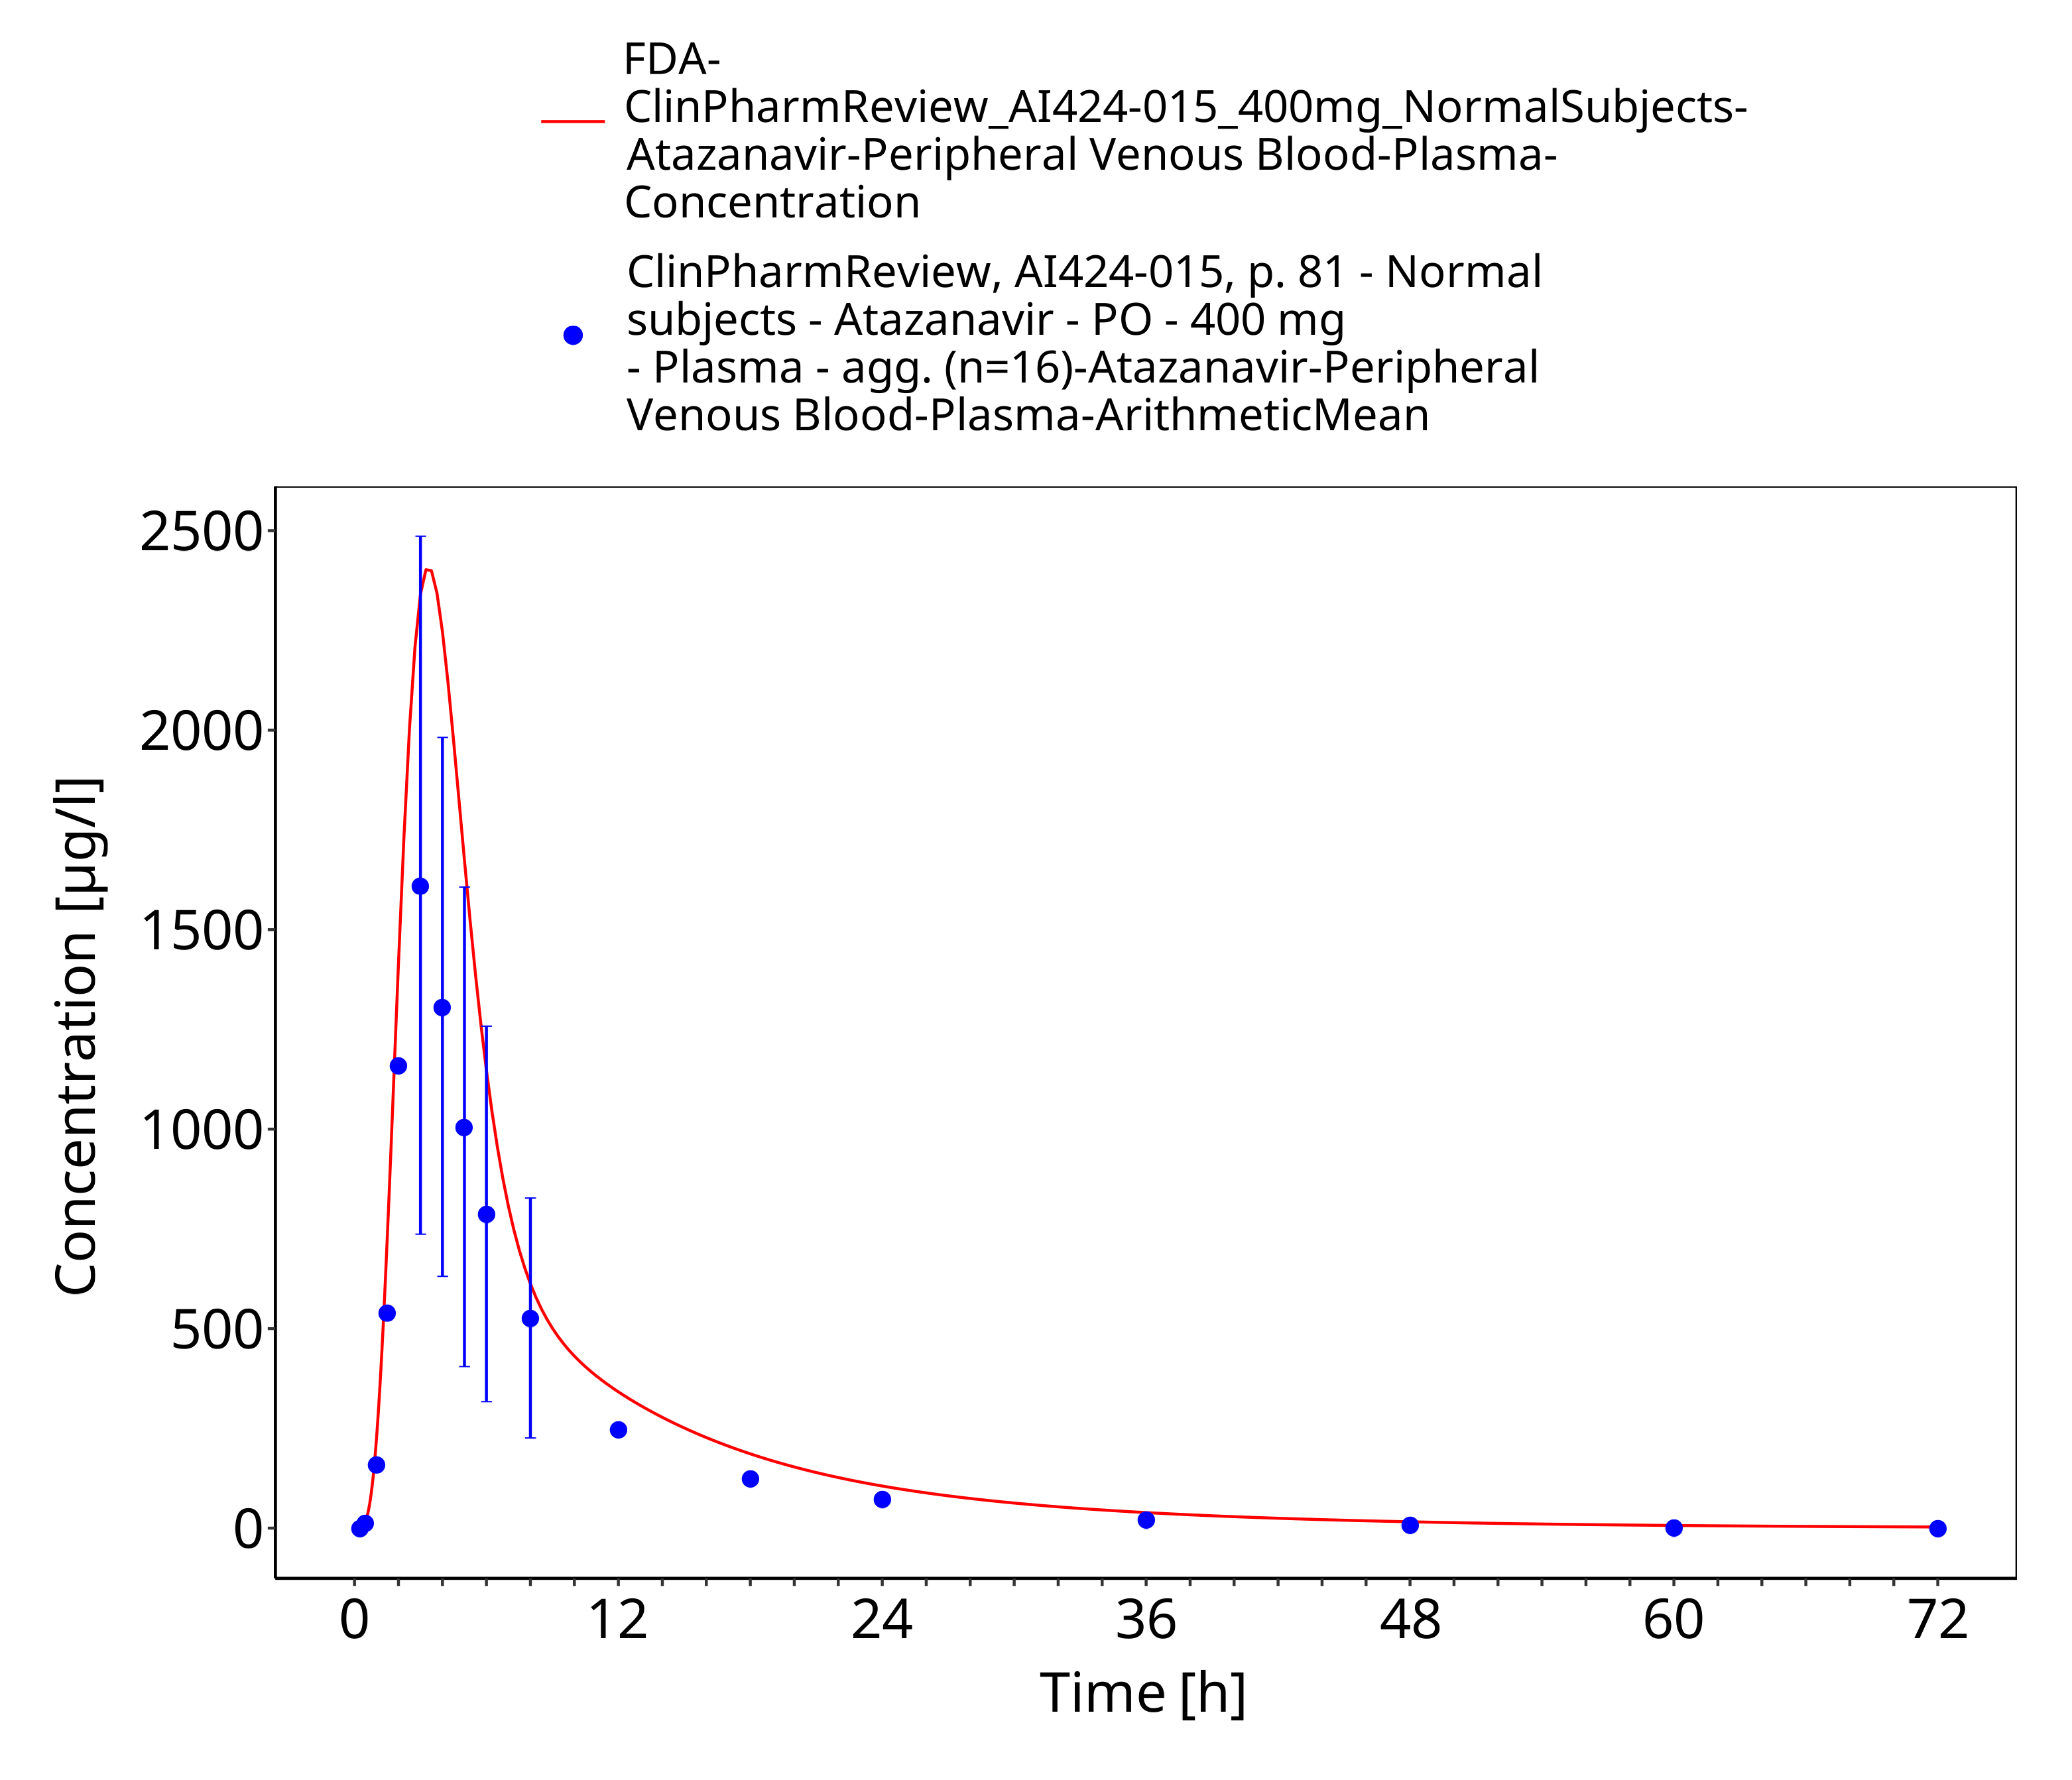 FDA-
ClinPharmReview_AI424-015_400mg_NormalSubjects-
Atazanavir-Peripheral Venous Blood-Plasma-
Concentration
ClinPharmReview, AI424-015, p. 81 - Normal
subjects - Atazanavir - PO - 400 mg
- Plasma - agg. (n=16)-Atazanavir-Peripheral
Venous Blood-Plasma-ArithmeticMean
Concentration [µg/l]
2500
2000
1500
1000
500
0
0 12 24 36 48 60 72
Time [h]